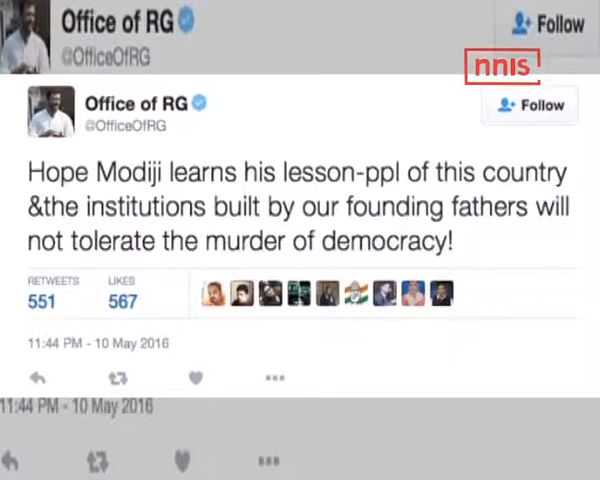 Office of RG
@OfficeOfRG
Follow
nnis
Office of RG
@OfficeOfRG
Follow
Hope Modiji learns his lesson-ppl of this country
&the institutions built by our founding fathers will
not tolerate the murder of democracy!
RETWEETS LIKES
551 567
11:44 PM - 10 May 2016
11:44 PM - 10 May 2016